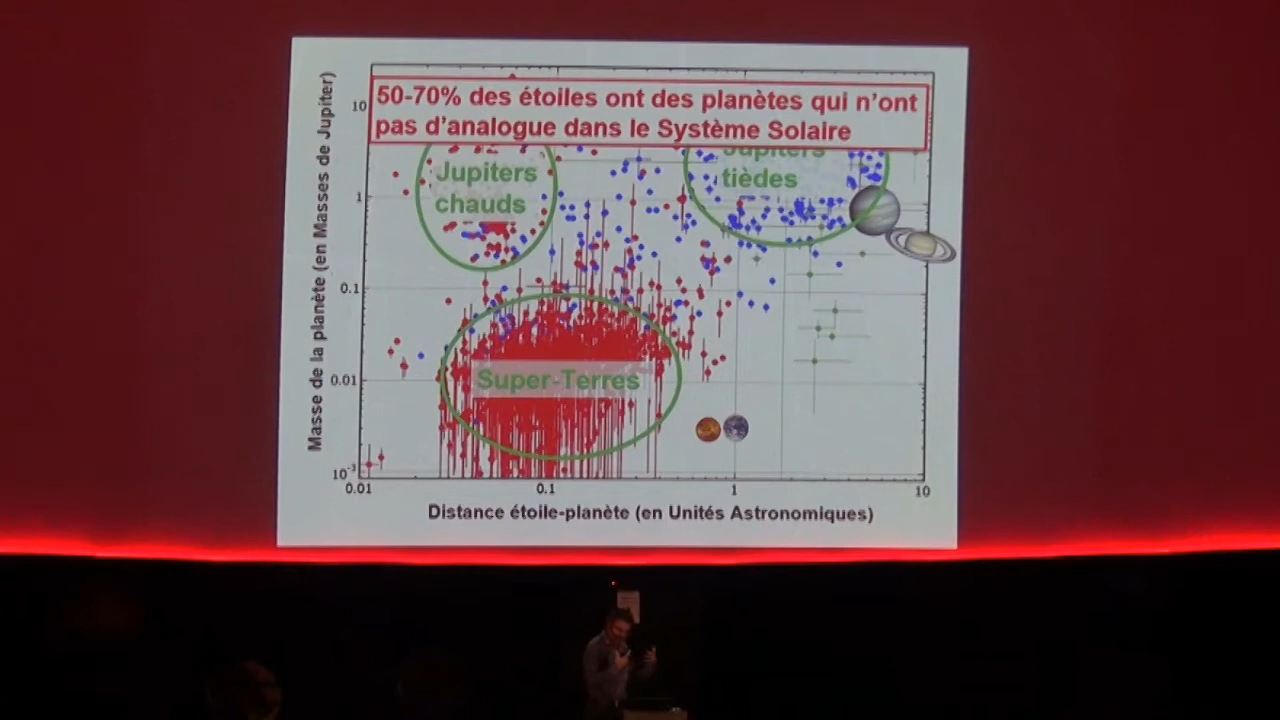 50-70% des étoiles ont des planètes qui n'ont
pas d'analogue dans le Système Solaire
Jupiters
chauds
Jupiters
tièdes
Super-Terres
Masse de la planète (en Masses de Jupiter)
10
1
0.1
0.01
10⁻³
0.01
0.1
1
10
Distance étoile-planète (en Unités Astronomiques)